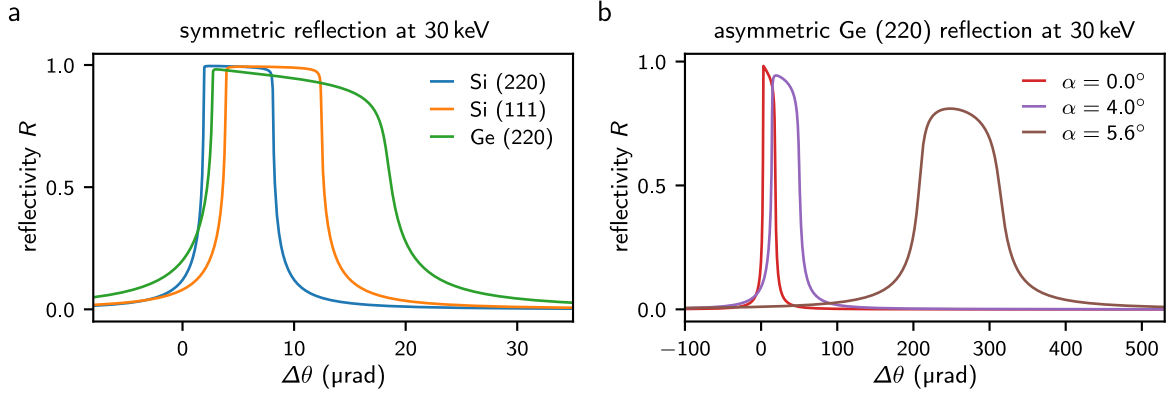 a
symmetric reflection at 30 keV
1.0
0.5
0.0
reflectivity R
Si (220)
Si (111)
Ge (220)
0
10
20
30
Δθ (µrad)
b
asymmetric Ge (220) reflection at 30 keV
1.0
0.5
0.0
reflectivity R
α = 0.0°
α = 4.0°
α = 5.6°
−100
0
100
200
300
400
500
Δθ (µrad)